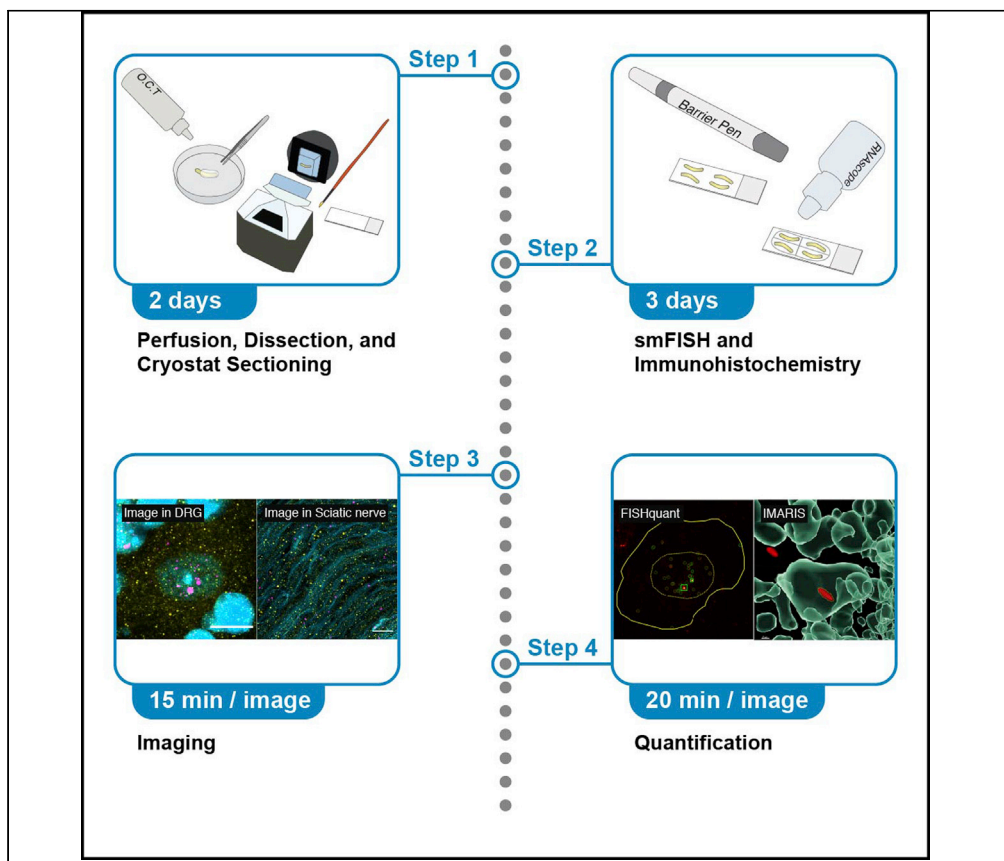 Step 1
O.C.T
2 days
Perfusion, Dissection, and
Cryostat Sectioning
Step 2
Barrier Pen
RNAscope
3 days
smFISH and
Immunohistochemistry
Step 3
Image in DRG
Image in Sciatic nerve
15 min / image
Imaging
Step 4
FISHquant
IMARIS
20 min / image
Quantification